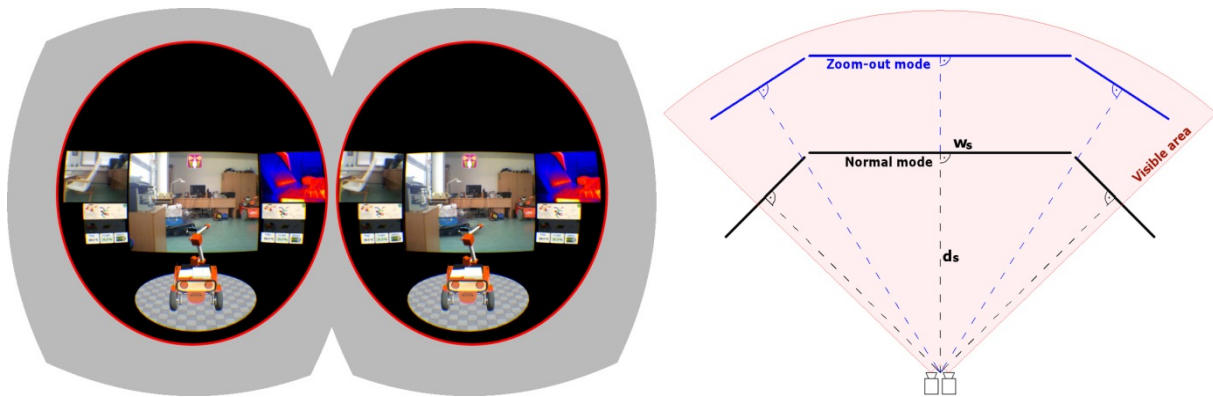 Zoom-out mode
wₛ
Normal mode
Visible area
dₛ